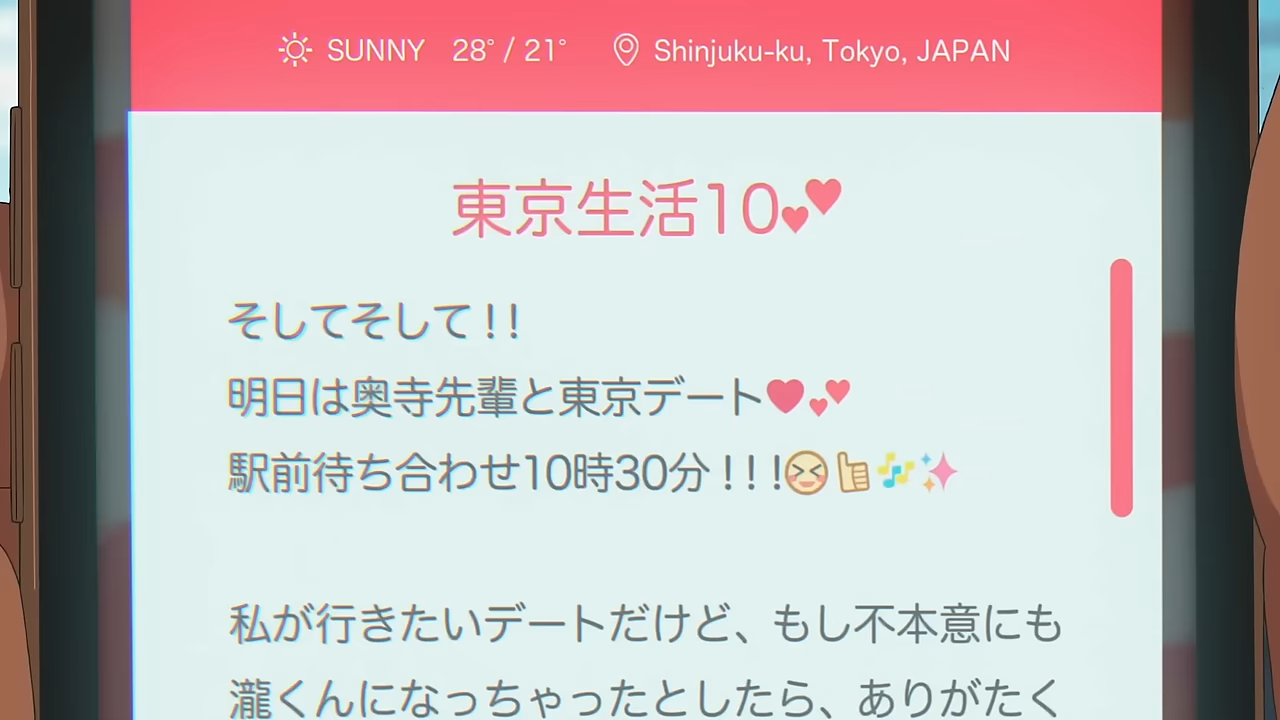 SUNNY 28° / 21° Shinjuku-ku, Tokyo, JAPAN
東京生活10💕
そしてそして!!
明日は奥寺先輩と東京デート❤💕
駅前待ち合わせ10時30分!!!😆👍🎶✨
私が行きたいデートだけど、もし不本意にも
瀧くんになっちゃったとしたら、ありがたく